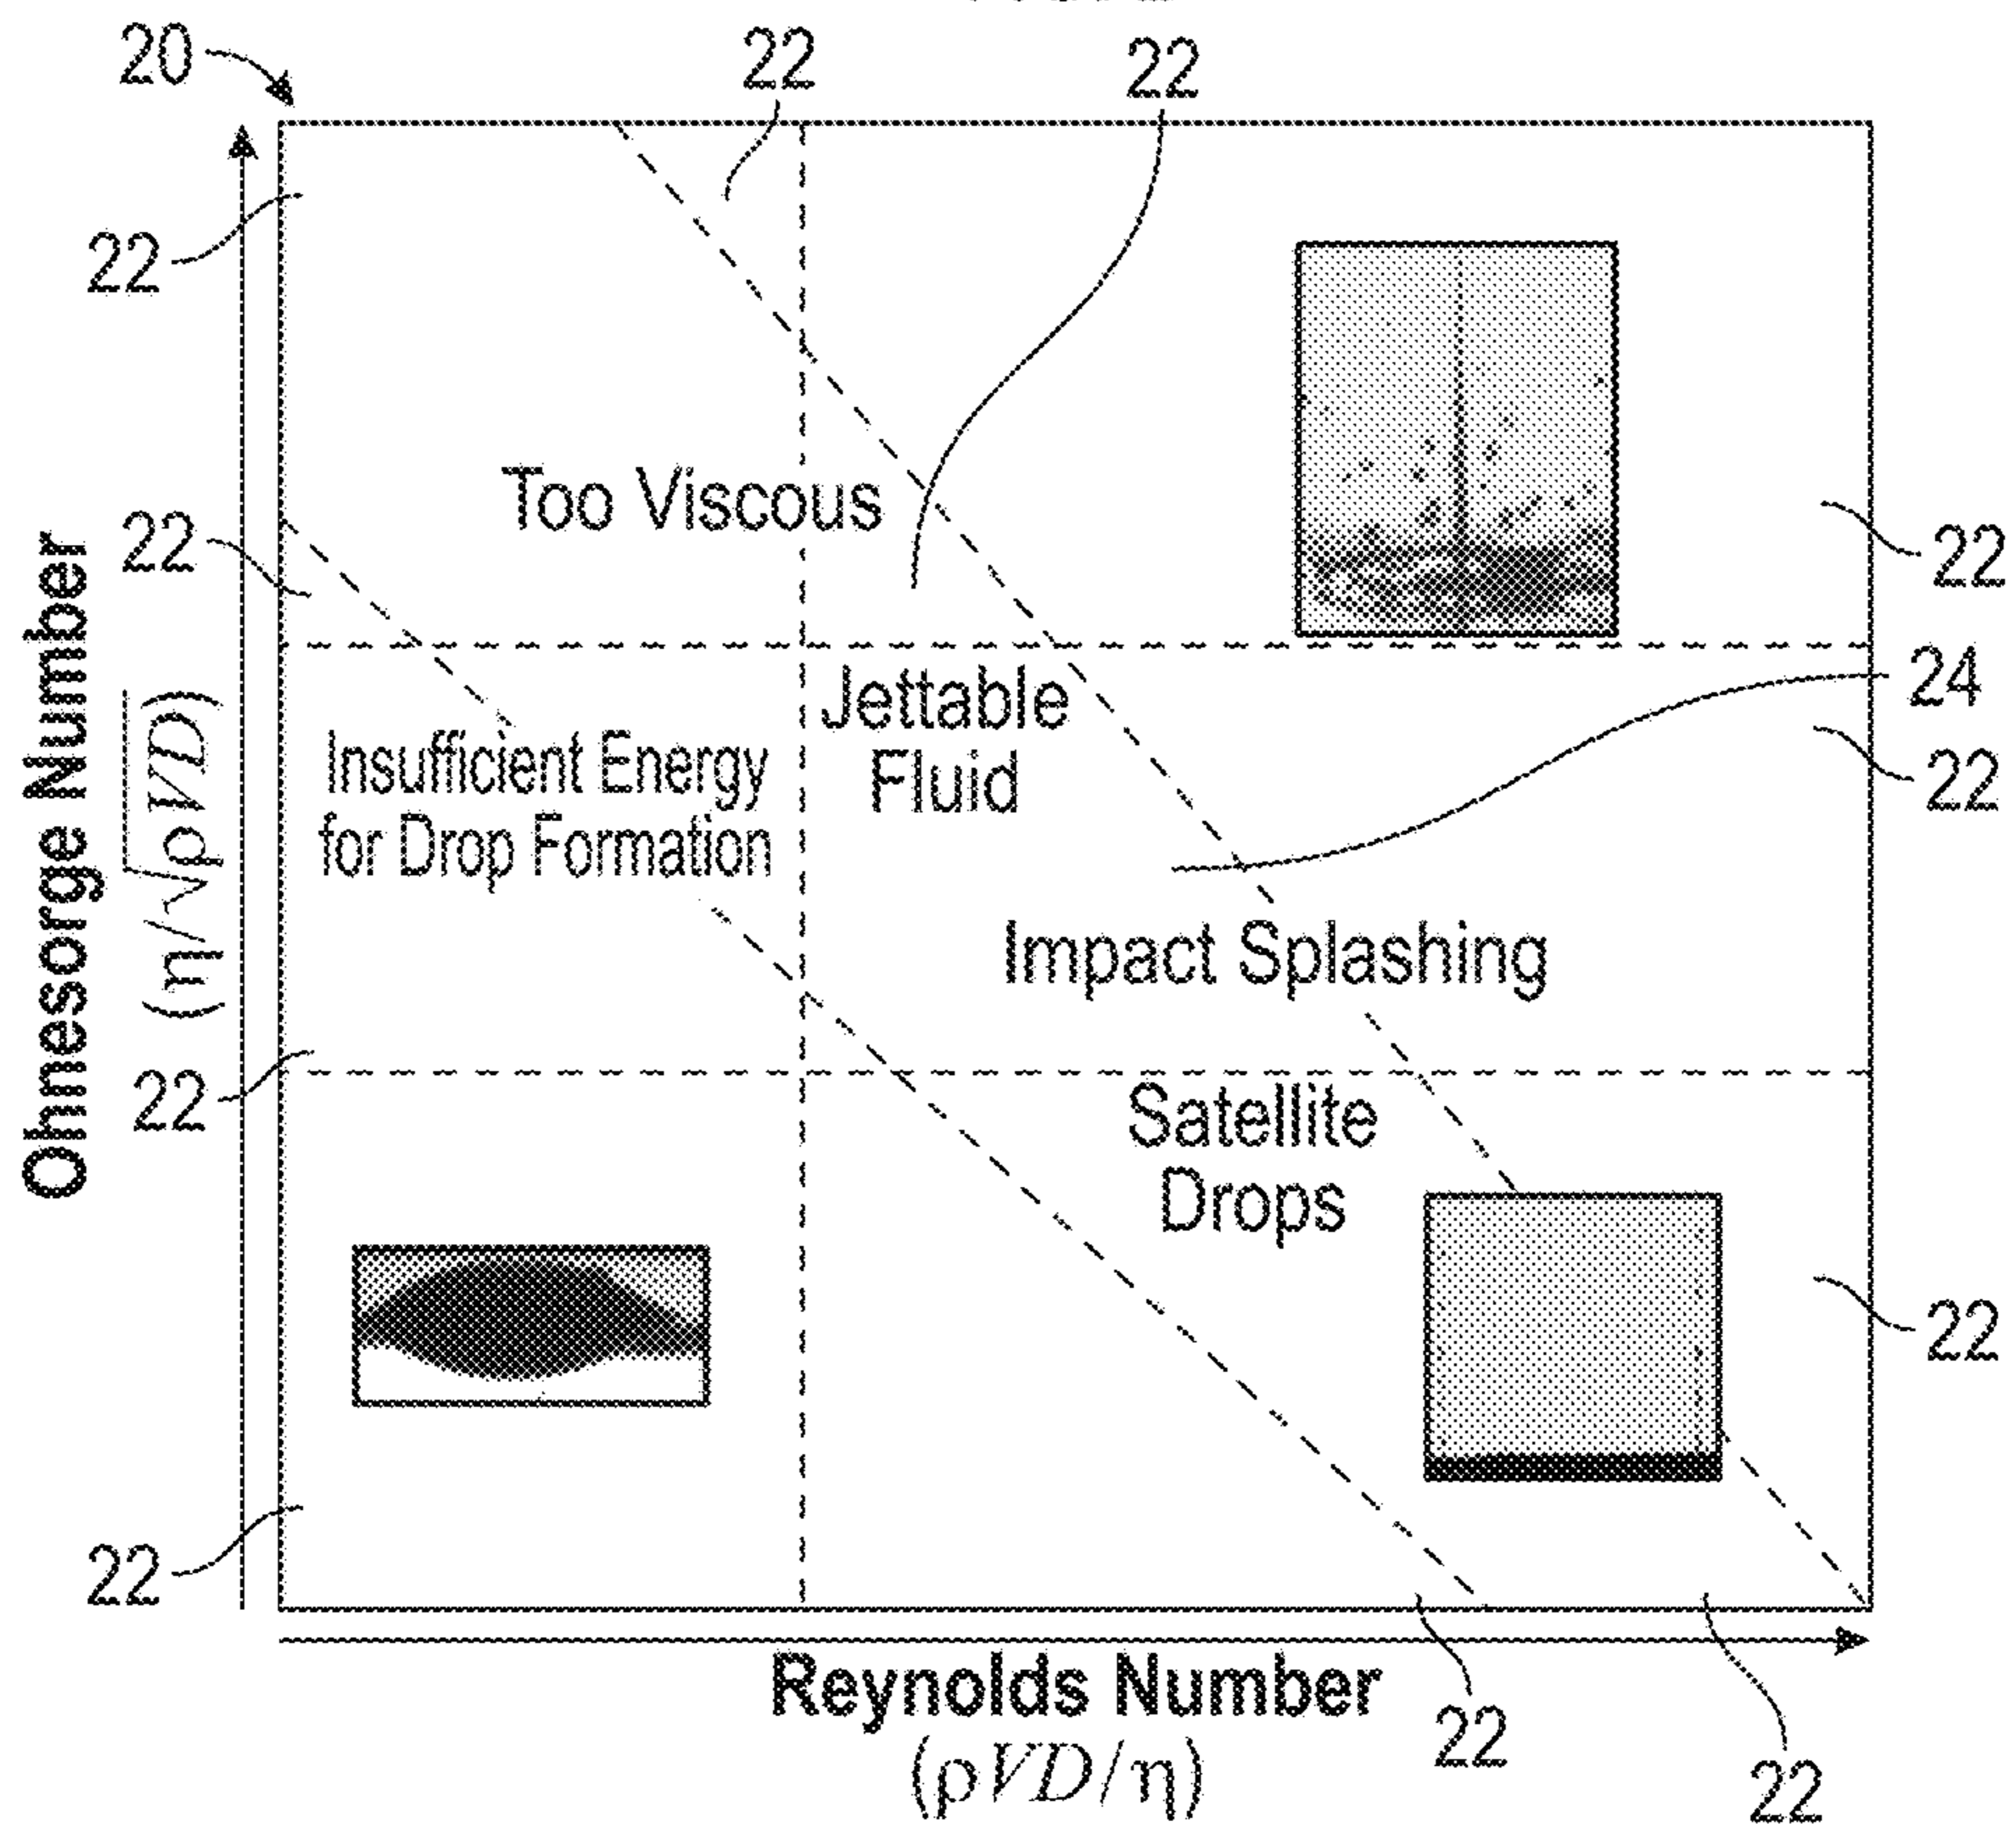 20
22
22
22
22
Too Viscous
22
24
Jettable
Fluid
22
Insufficient Energy
for Drop Formation
Impact Splashing
22
Satellite
Drops
22
22
Ohnesorge Number
(η/√ρVD)
Reynolds Number
(ρVD/η)
22
22